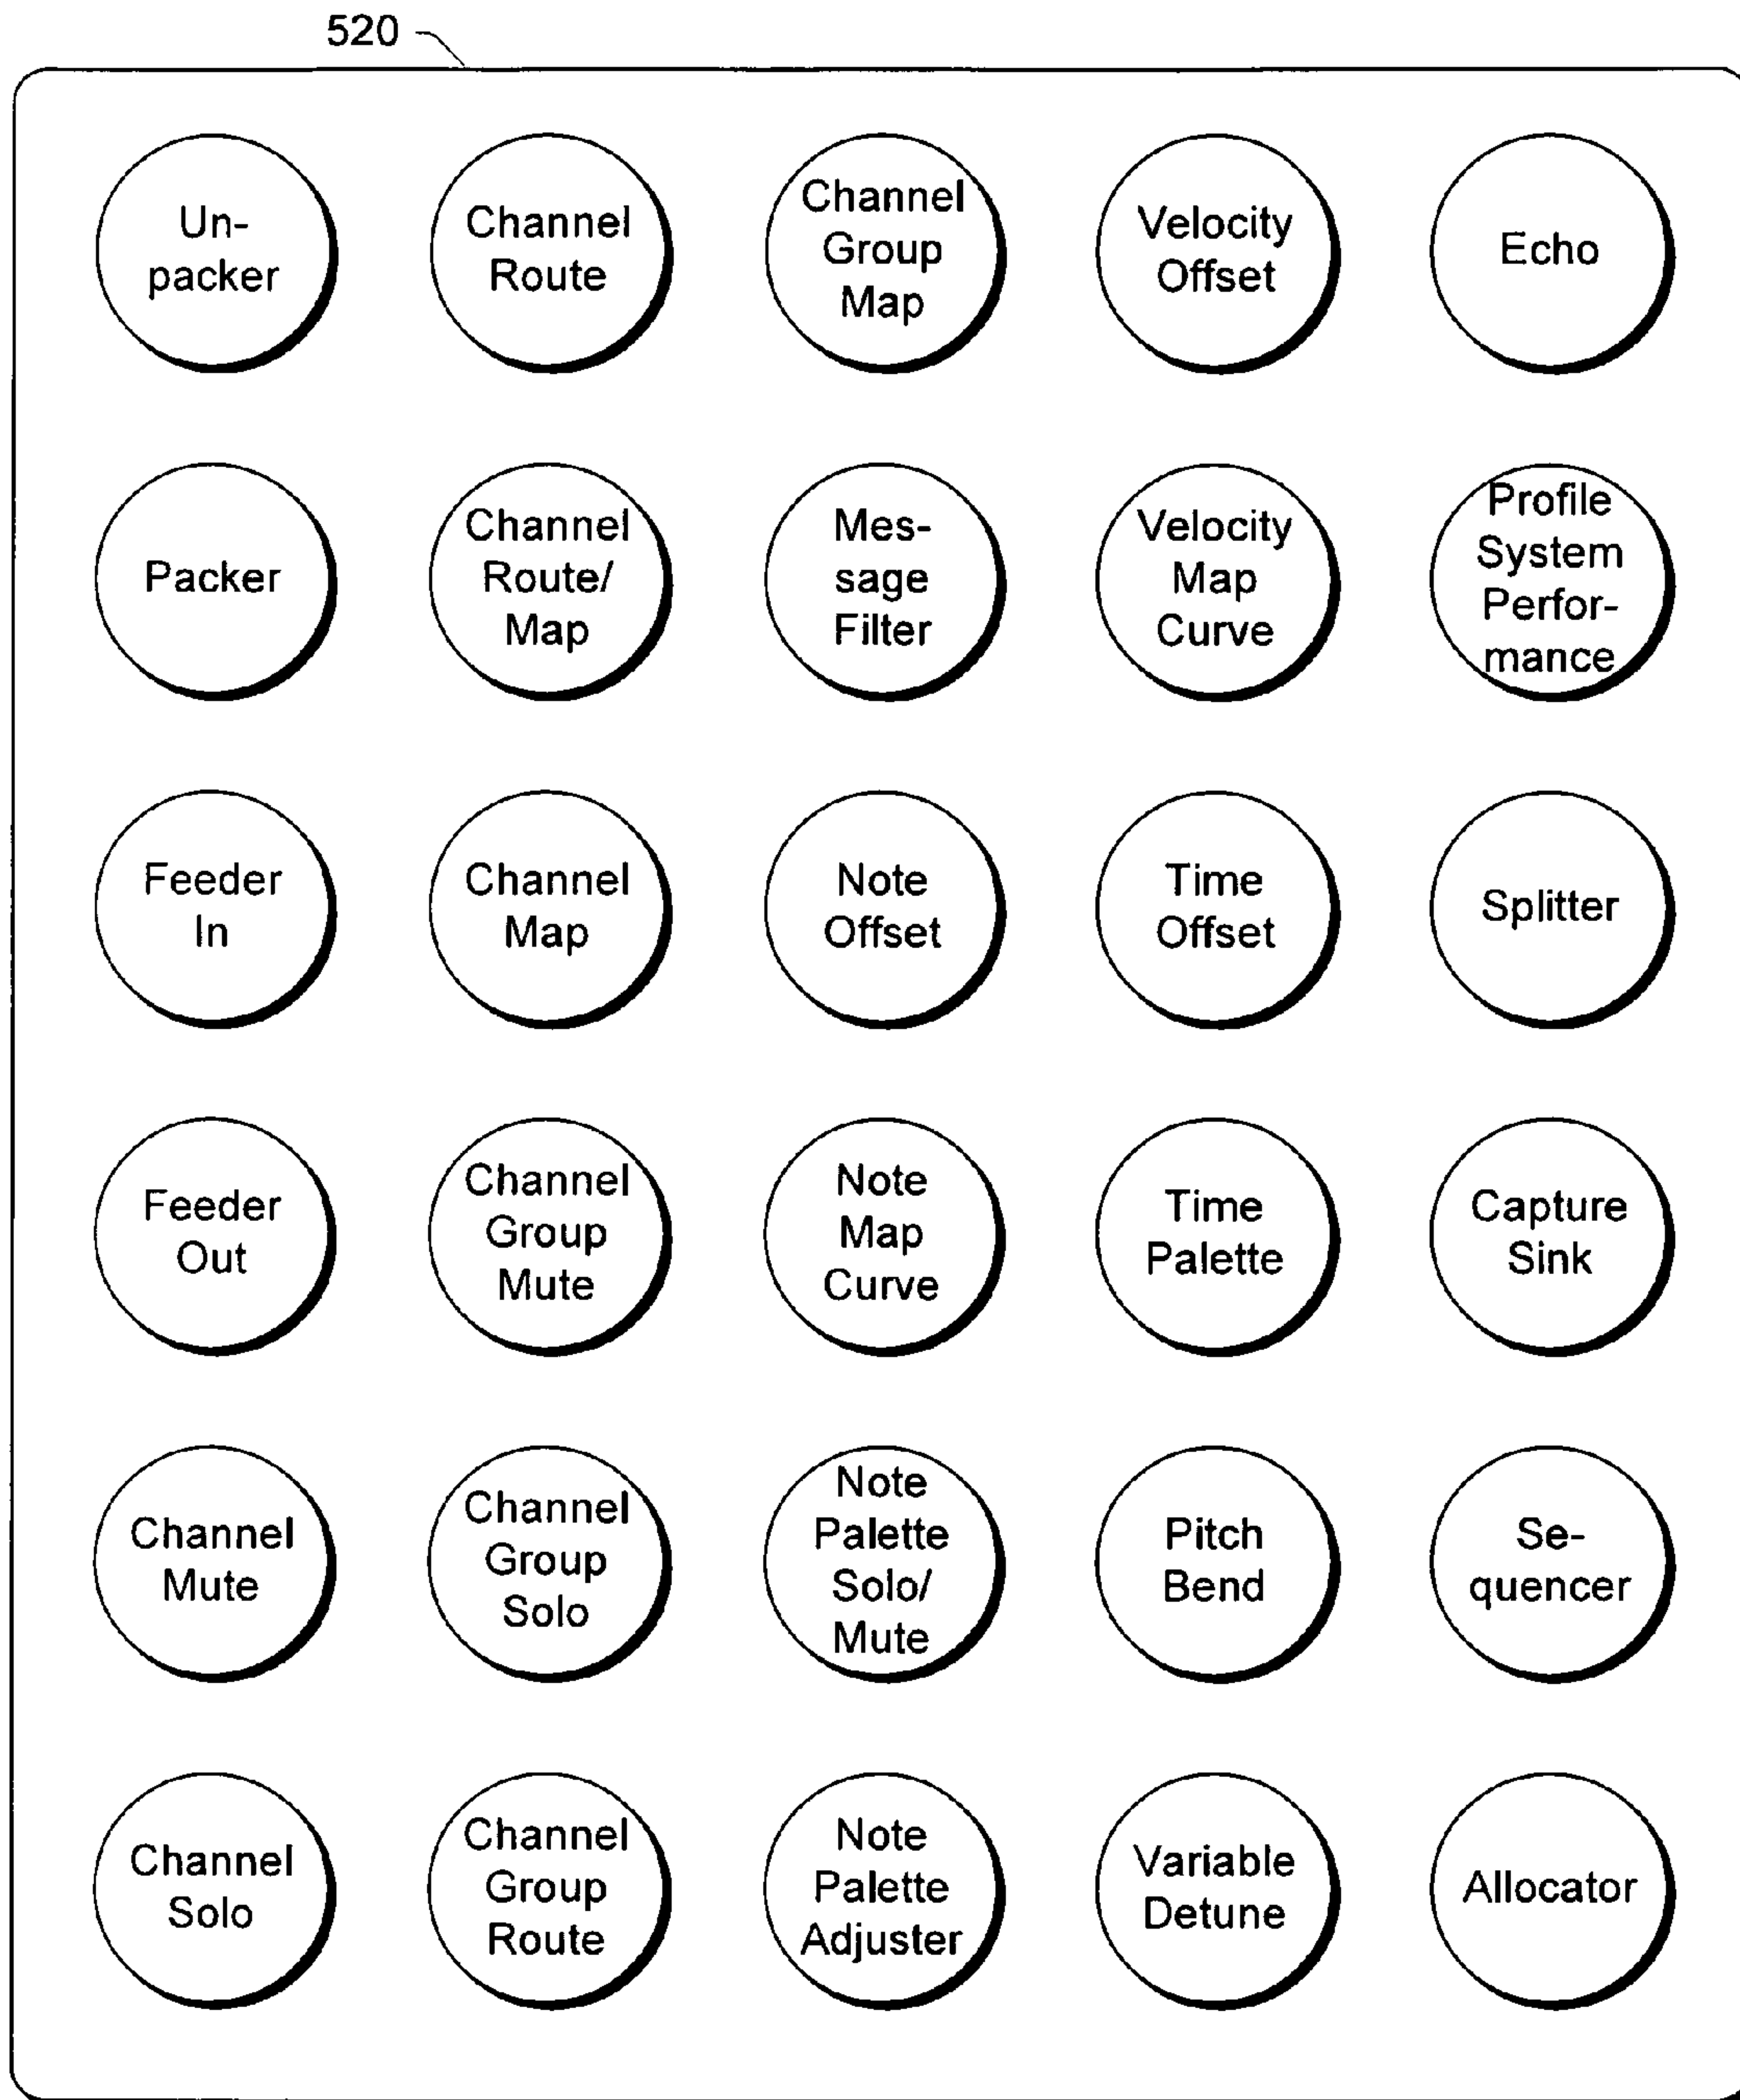 520
Un-
packer
Channel
Route
Channel
Group
Map
Velocity
Offset
Echo
Packer
Channel
Route/
Map
Mes-
sage
Filter
Velocity
Map
Curve
Profile
System
Perfor-
mance
Feeder
In
Channel
Map
Note
Offset
Time
Offset
Splitter
Feeder
Out
Channel
Group
Mute
Note
Map
Curve
Time
Palette
Capture
Sink
Channel
Mute
Channel
Group
Solo
Note
Palette
Solo/
Mute
Pitch
Bend
Se-
quencer
Channel
Solo
Channel
Group
Route
Note
Palette
Adjuster
Variable
Detune
Allocator